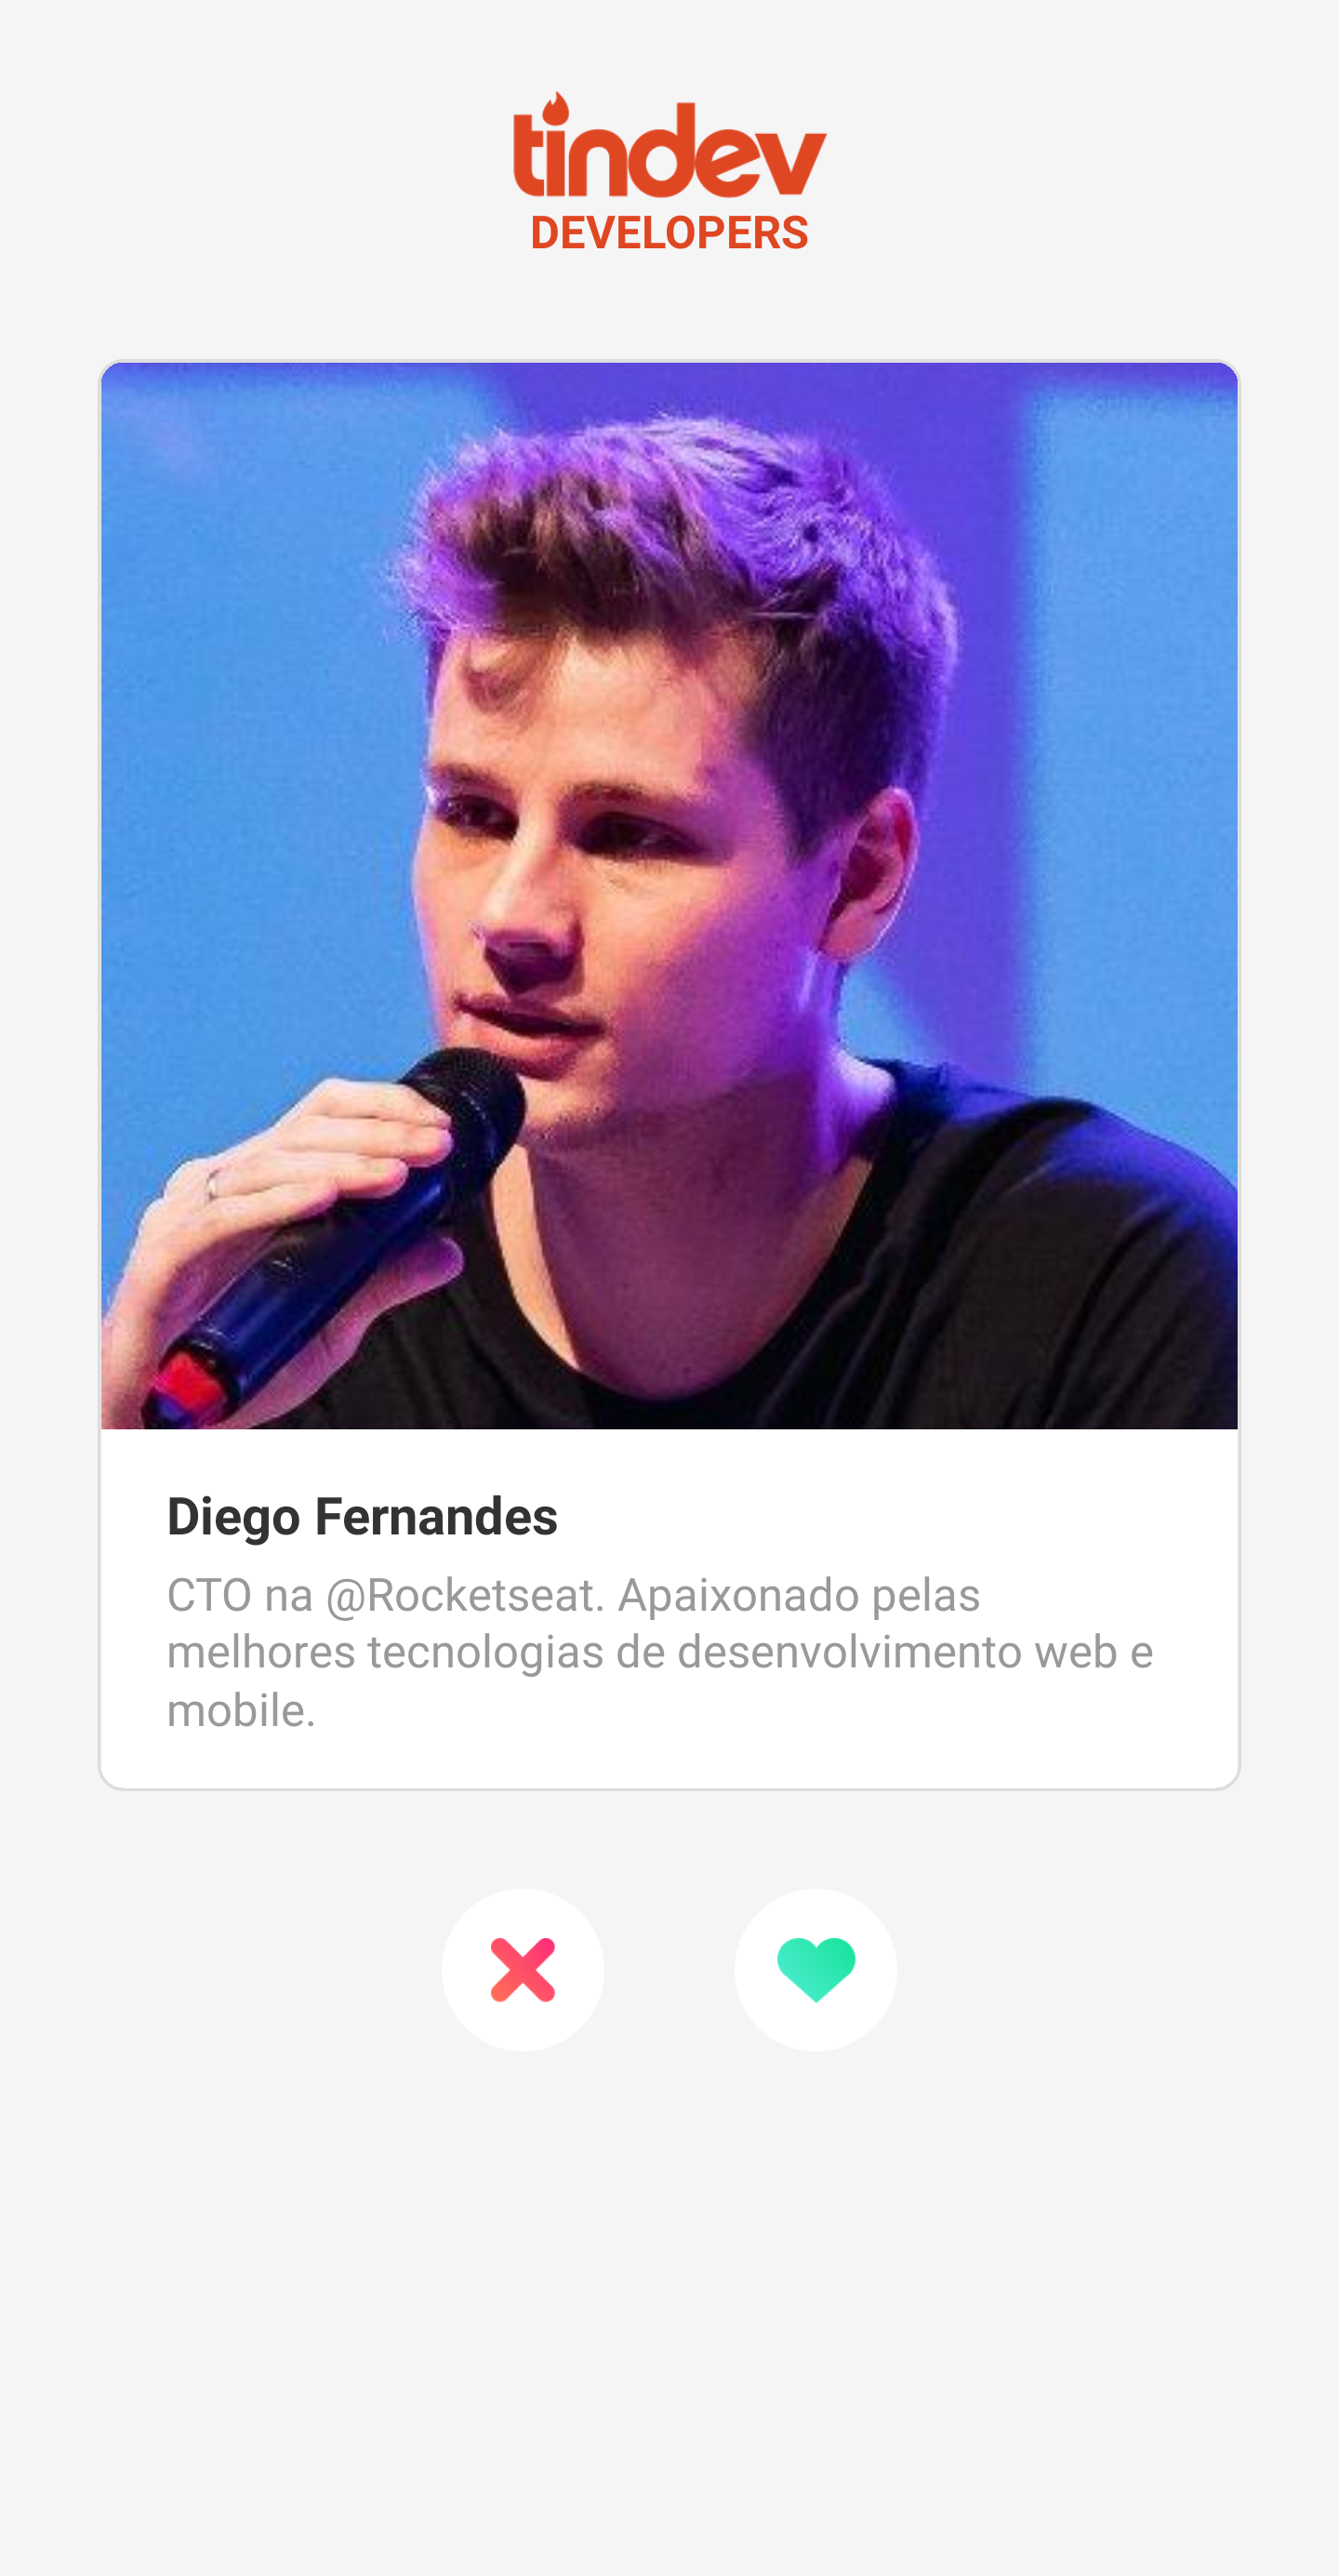 tindev
DEVELOPERS
Diego Fernandes
CTO na @Rocketseat. Apaixonado pelas
melhores tecnologias de desenvolvimento web e
mobile.